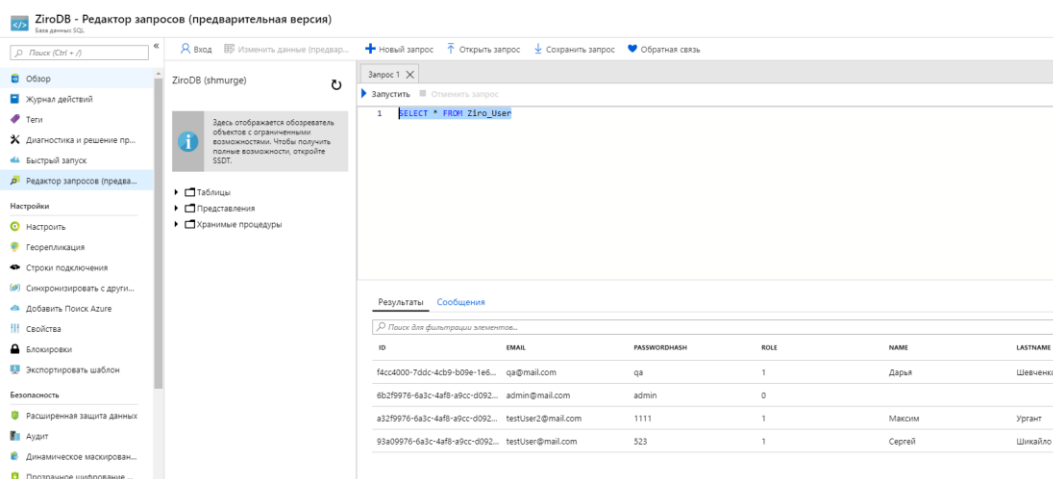 ZiroDB - Редактор запросов (предварительная версия)
База данных SQL
Поиск (Ctrl + /)
Обзор
Журнал действий
Теги
Диагностика и решение пр...
Быстрый запуск
Редактор запросов (предва...
Настройки
Настроить
Георепликация
Строки подключения
Синхронизировать с други...
Добавить Поиск Azure
Свойства
Блокировки
Экспортировать шаблон
Безопасность
Расширенная защита данных
Аудит
Динамическое маскирован...
Прозрачное шифрование ...
Вход
Изменить данные (предвар...
Новый запрос
Открыть запрос
Сохранить запрос
Обратная связь
ZiroDB (shmurge)
Здесь отображается обозреватель
объектов с ограниченными
возможностями. Чтобы получить
полные возможности, откройте
SSDT.
Таблицы
Представления
Хранимые процедуры
Запрос 1
Запустить
Отменить запрос
1 SELECT * FROM Ziro_User
Результаты Сообщения
Поиск для фильтрации элементов...
ID EMAIL PASSWORDHASH ROLE NAME LASTNAME
f4cc4000-7ddc-4cb9-b09e-1e6... qa@mail.com qa 1 Дарья Шевченко
6b2f9976-6a3c-4af8-a9cc-d092... admin@mail.com admin 0
a32f9976-6a3c-4af8-a9cc-d092... testUser2@mail.com 1111 1 Максим Ургант
93a09976-6a3c-4af8-a9cc-d092... testUser@mail.com 523 1 Сергей Шикайло